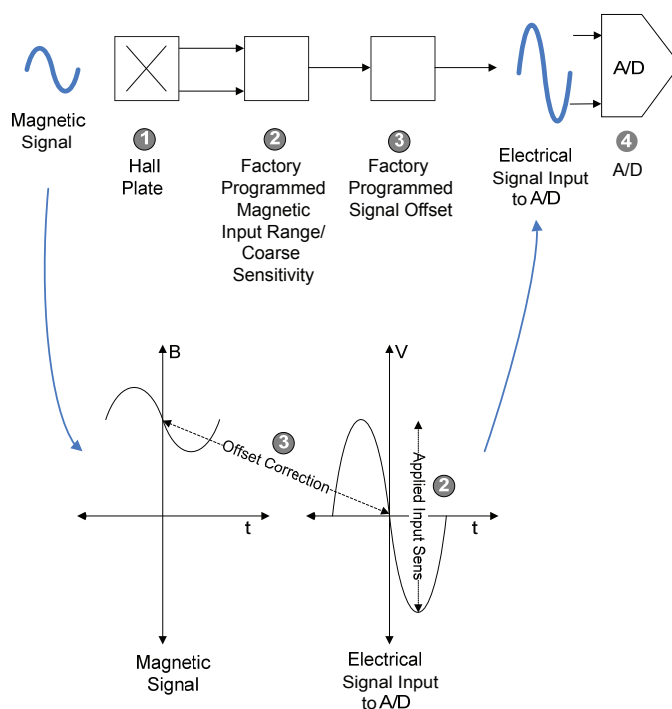 A/D
Magnetic
Signal
1
Hall
Plate
2
Factory
Programmed
Magnetic
Input Range/
Coarse
Sensitivity
3
Factory
Programmed
Signal Offset
Electrical
Signal Input
to A/D
4
A/D
B
t
Magnetic
Signal
3
Offset Correction
V
t
2
Applied Input Sens
Electrical
Signal Input
to A/D